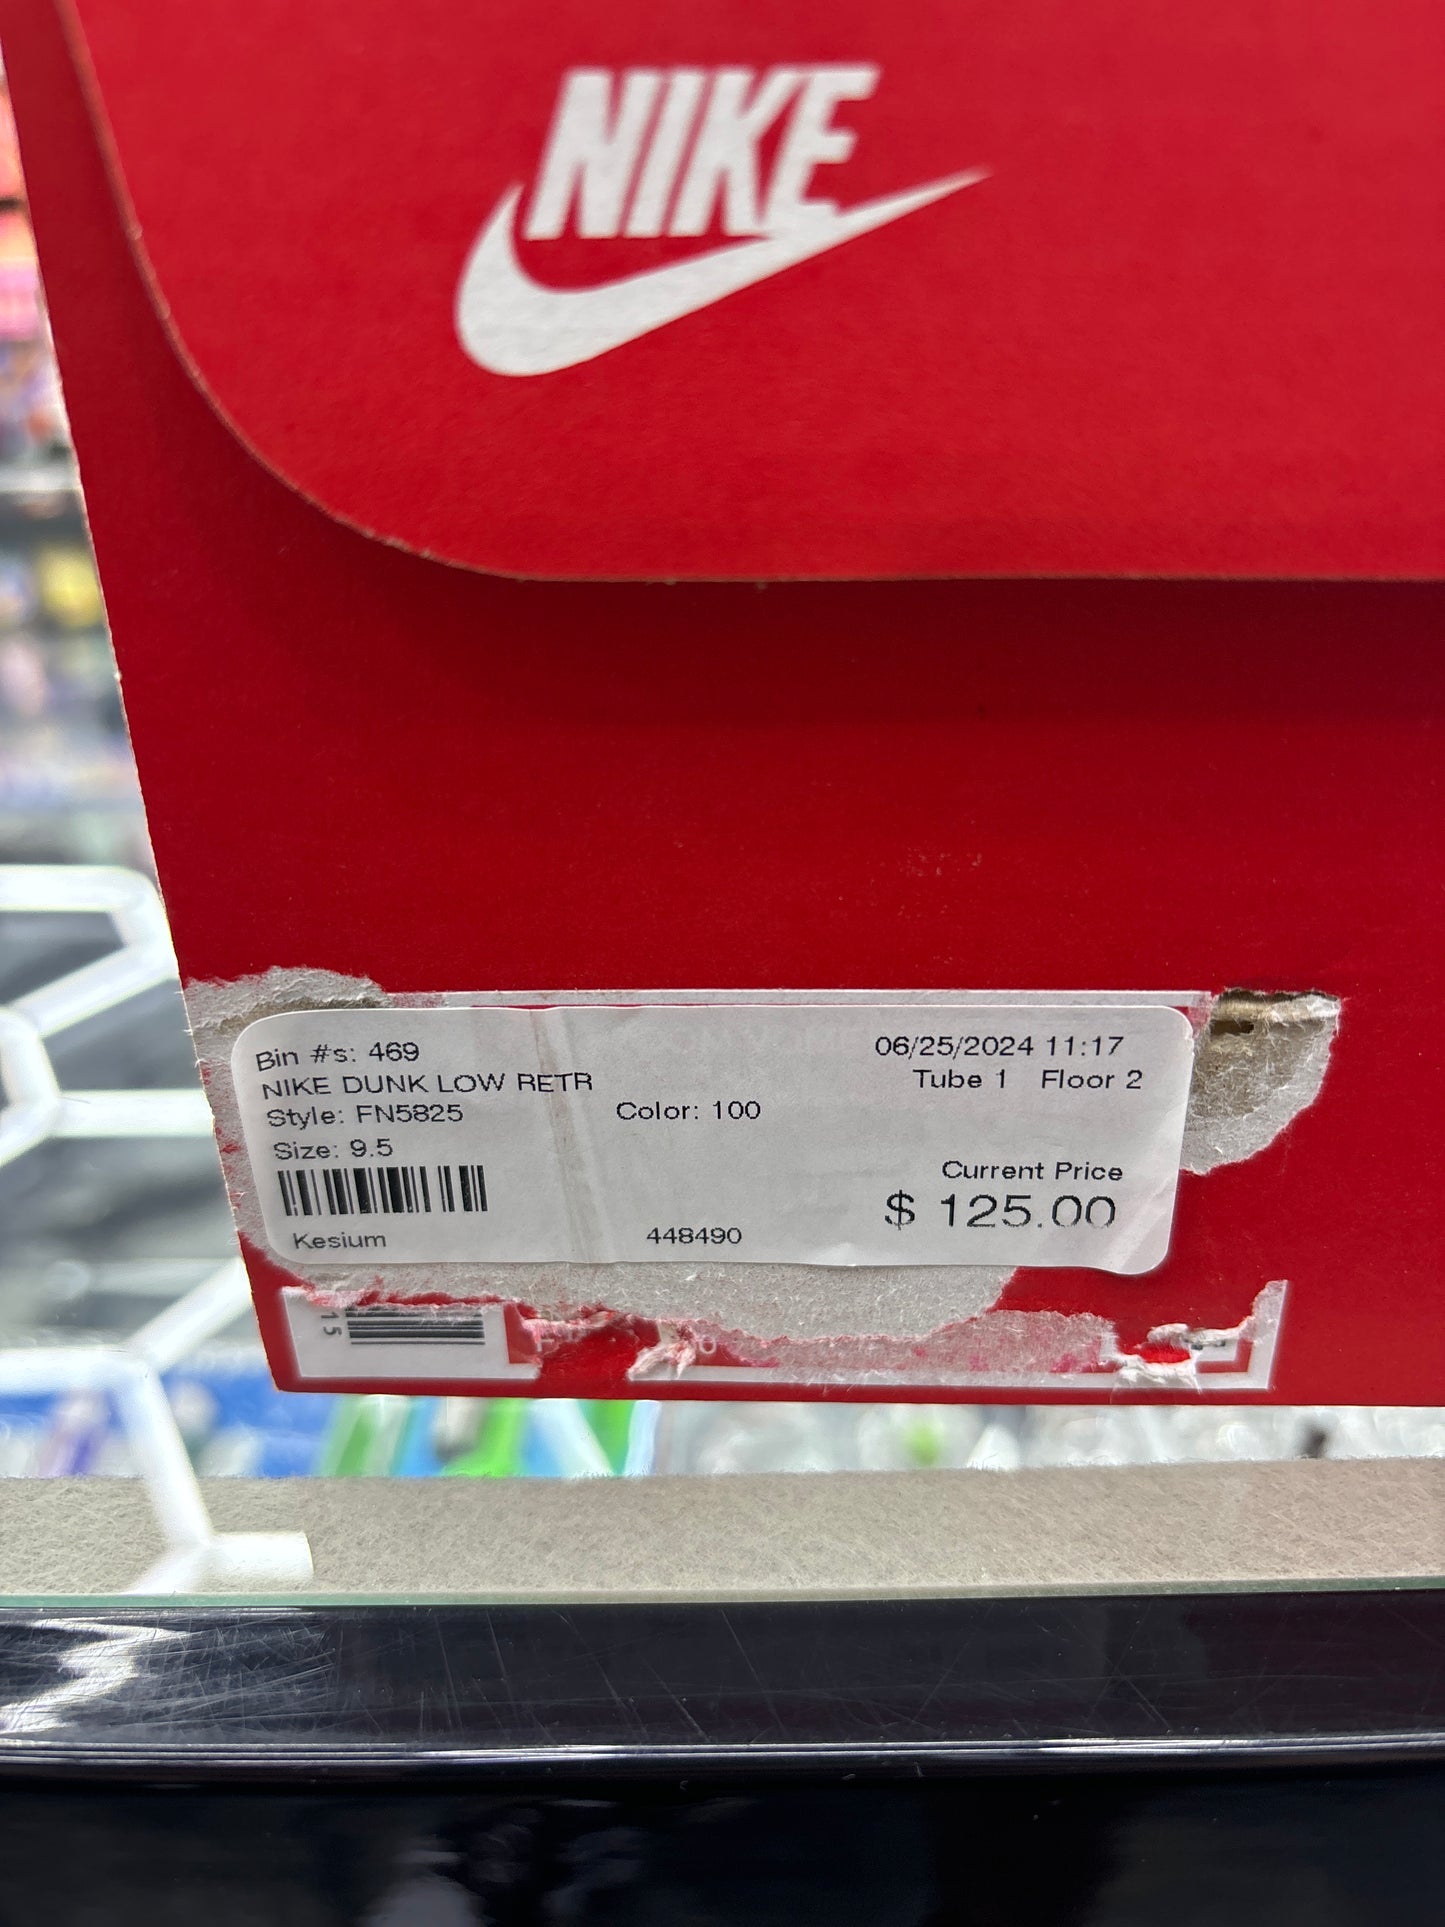 NIKE
Bin #s: 469
06/25/2024 11:17
NIKE DUNK LOW RETR
Tube 1 Floor 2
Style: FN5825
Color: 100
Size: 9.5
Current Price
$ 125.00
Kesium
448490
15